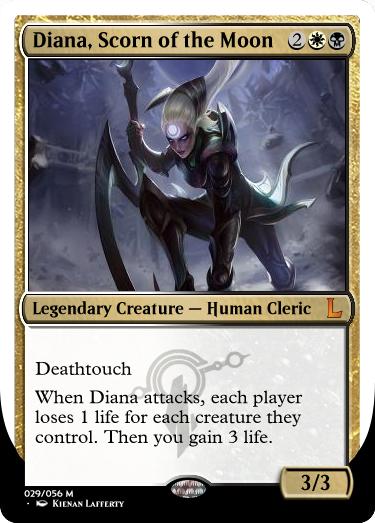 Diana, Scorn of the Moon 2
Legendary Creature — Human Cleric L
Deathtouch
When Diana attacks, each player
loses 1 life for each creature they
control. Then you gain 3 life.
3/3
029/056 M
· Kienan Lafferty